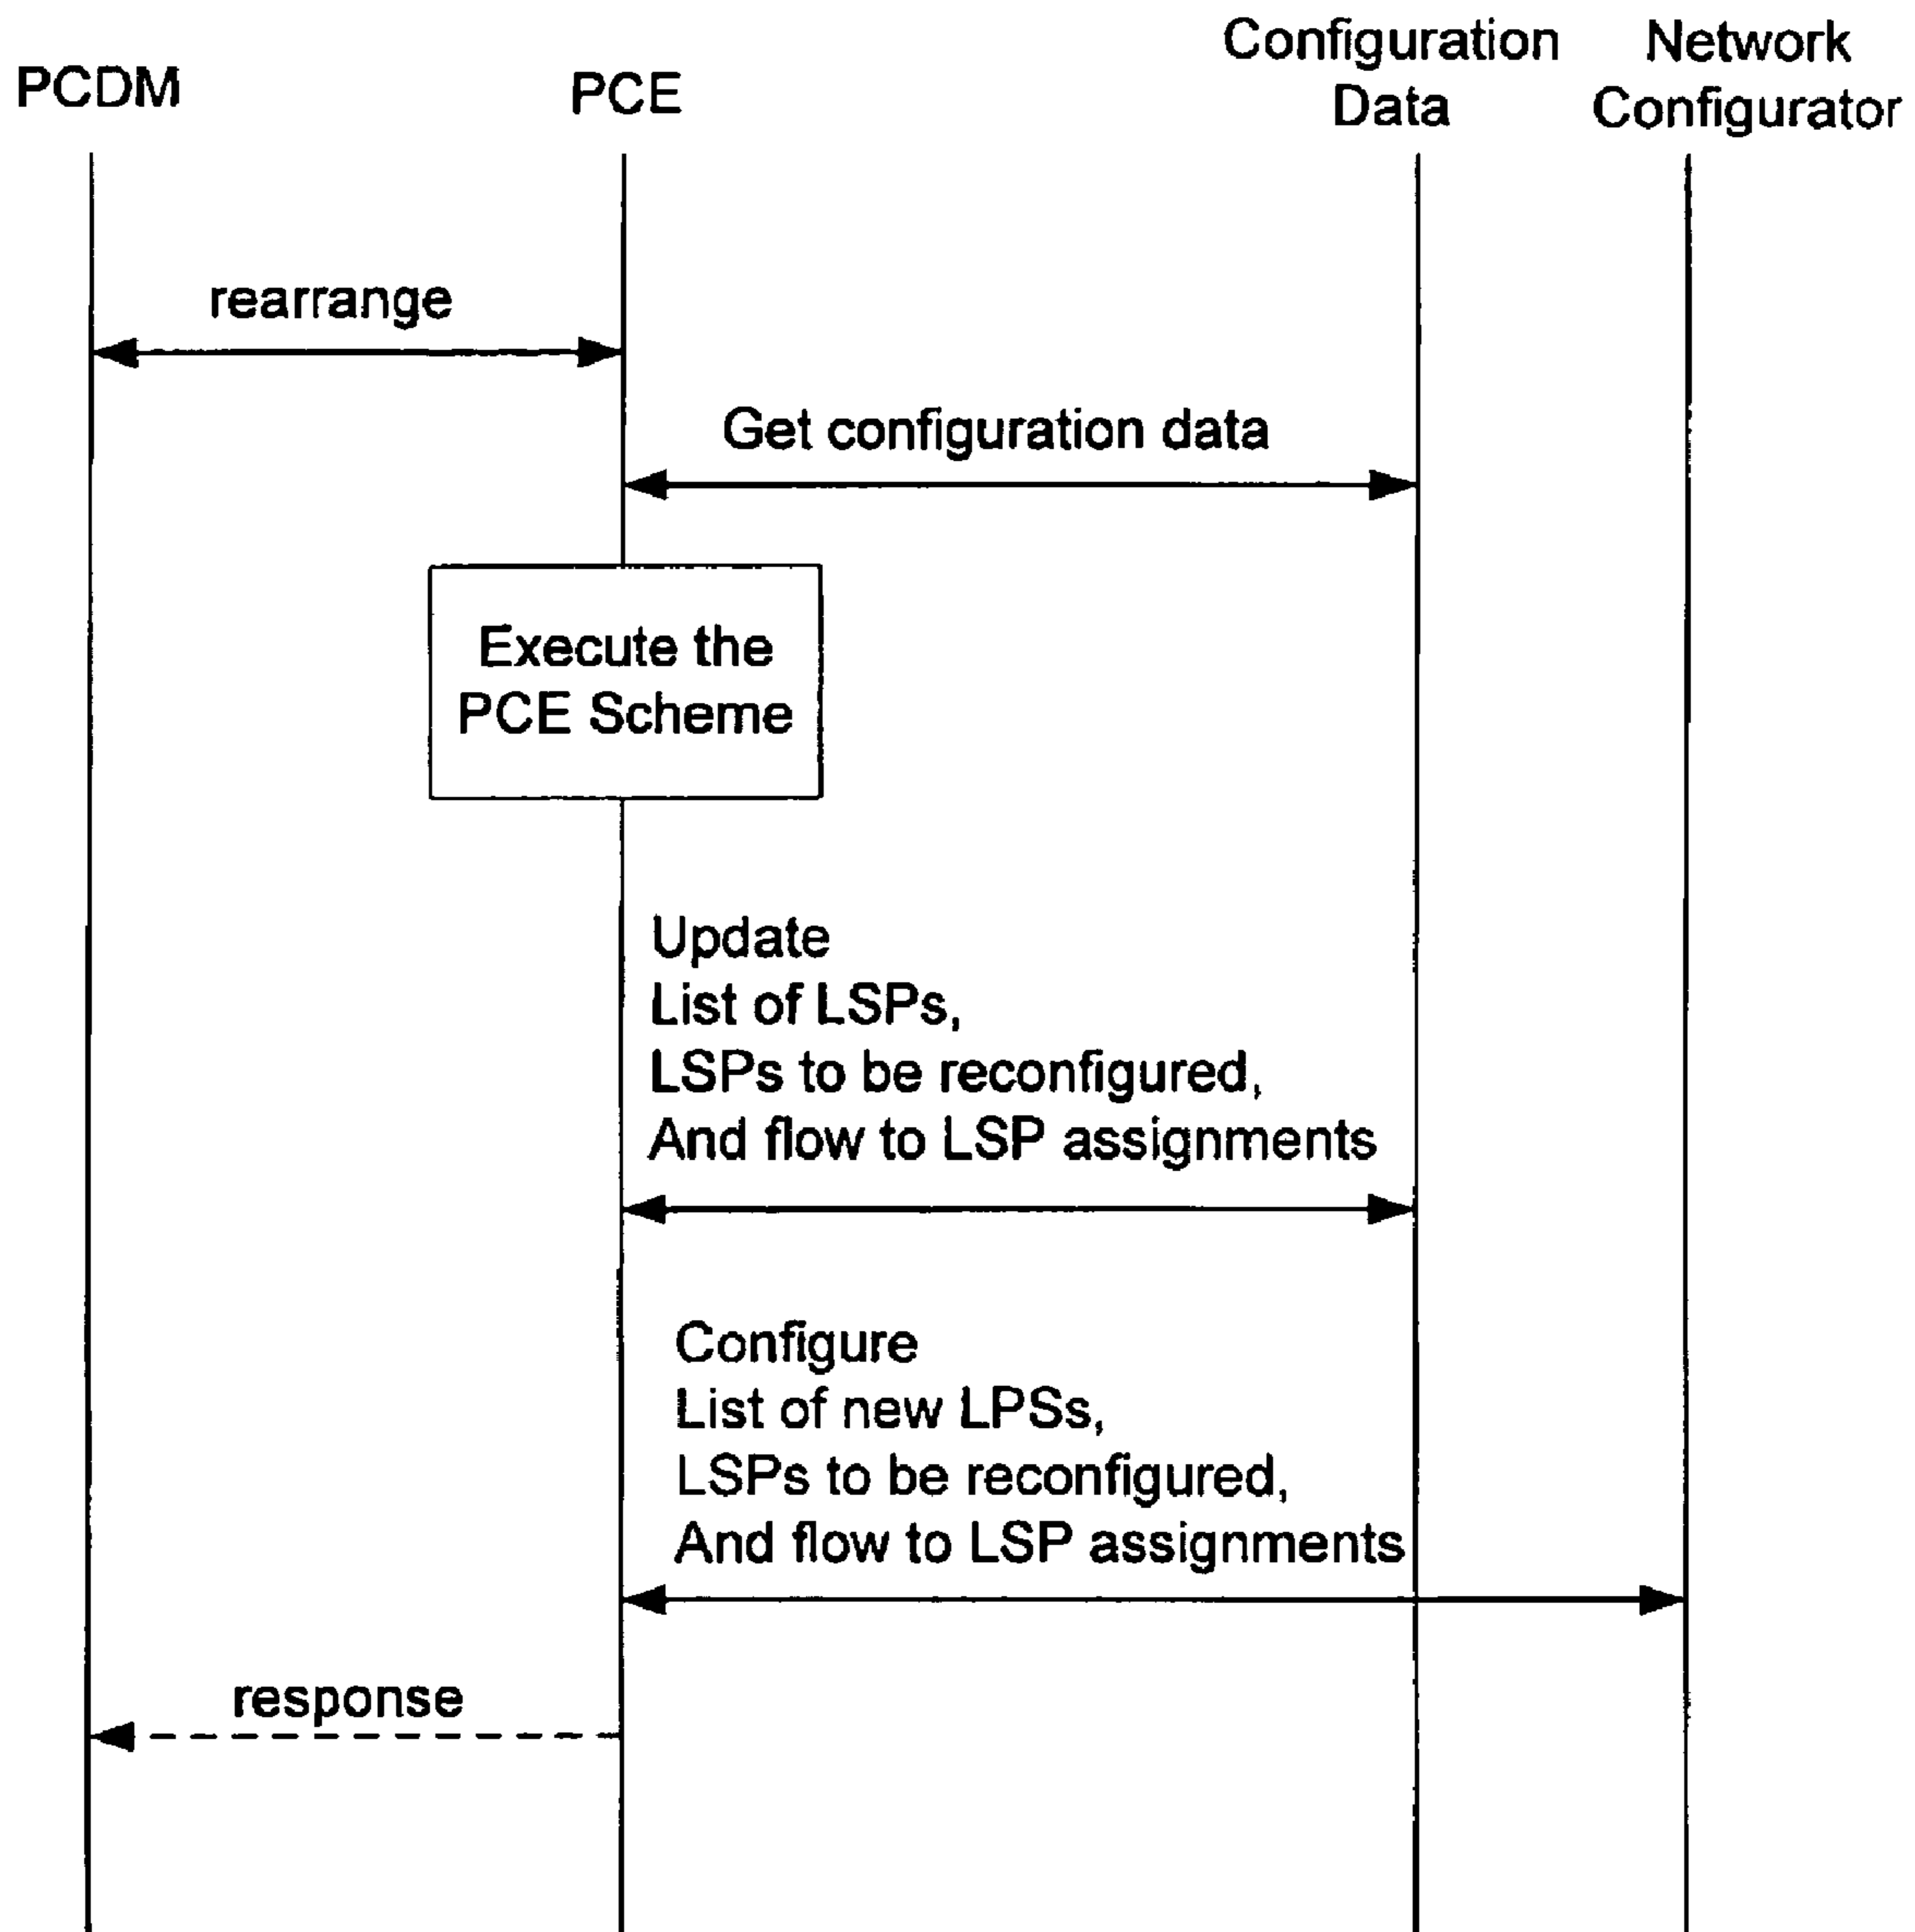 PCDM
PCE
Configuration
Data
Network
Configurator
rearrange
Get configuration data
Execute the
PCE Scheme
Update
List of LSPs,
LSPs to be reconfigured,
And flow to LSP assignments
Configure
List of new LPSs,
LSPs to be reconfigured,
And flow to LSP assignments
response